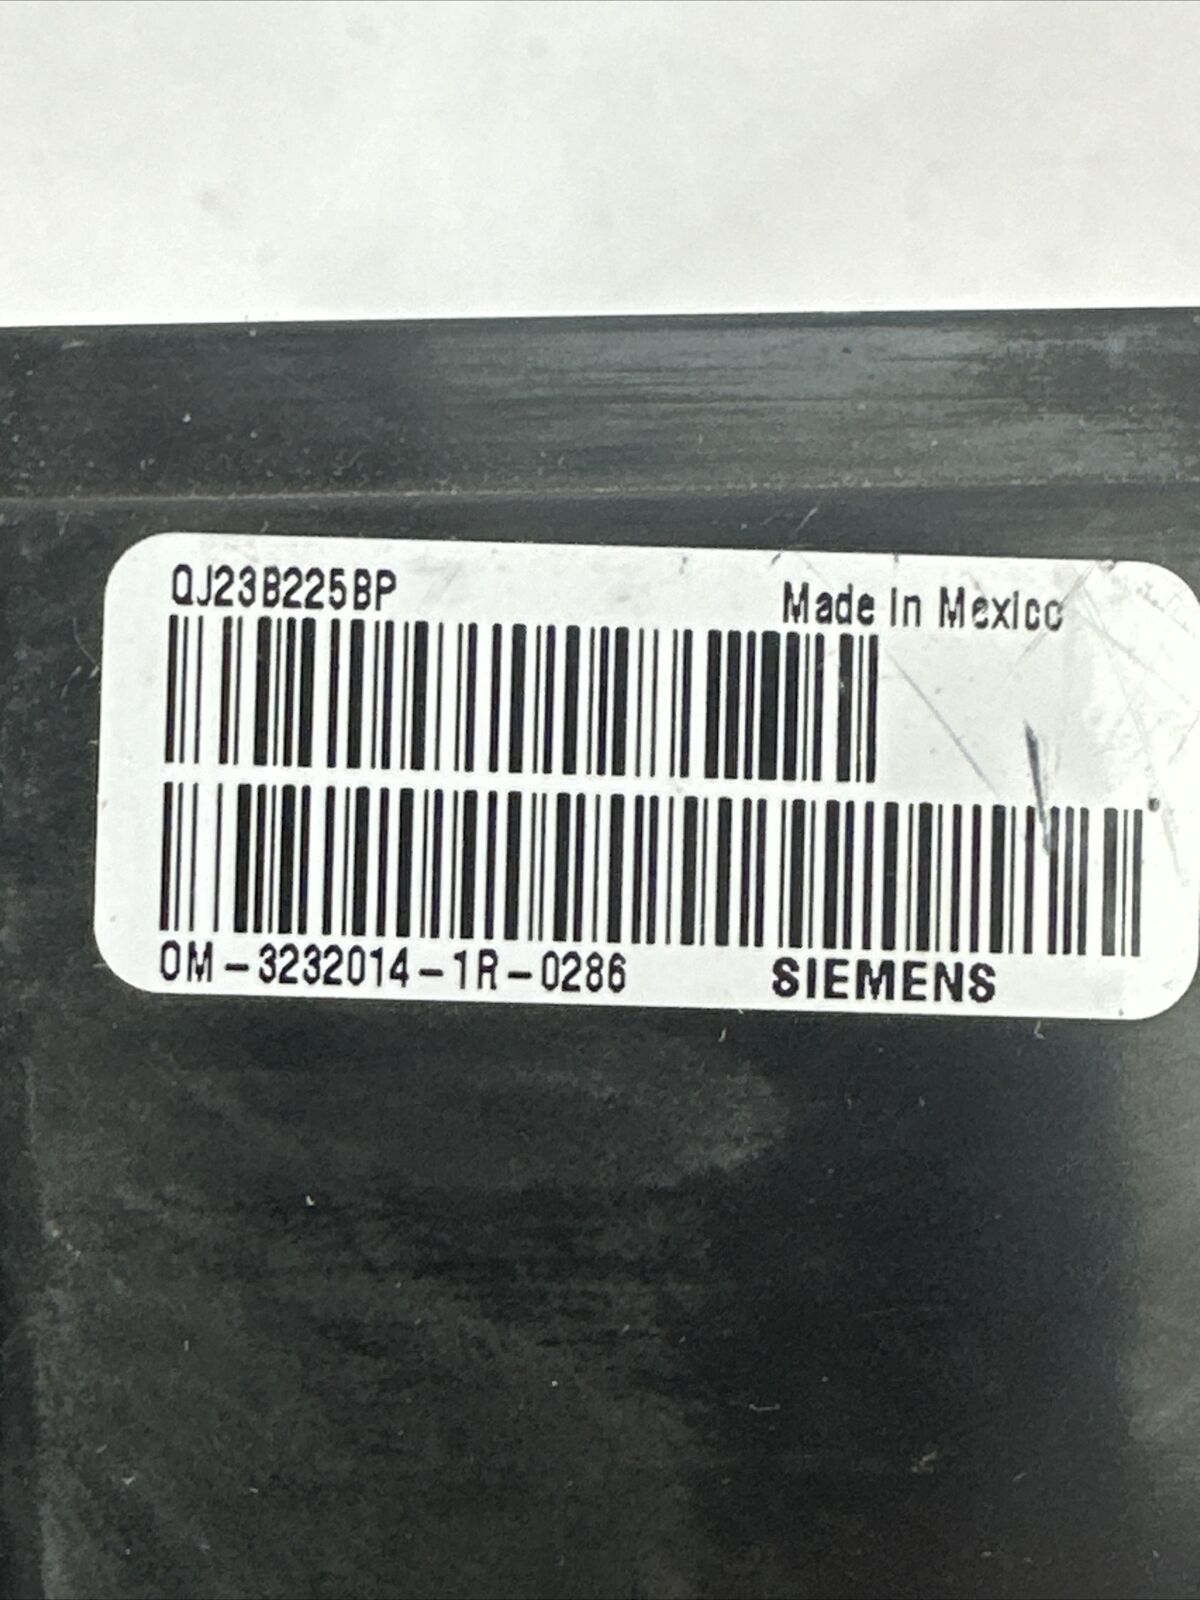 QJ23B225BP
Made In Mexico
OM-3232014-1R-0286
SIEMENS